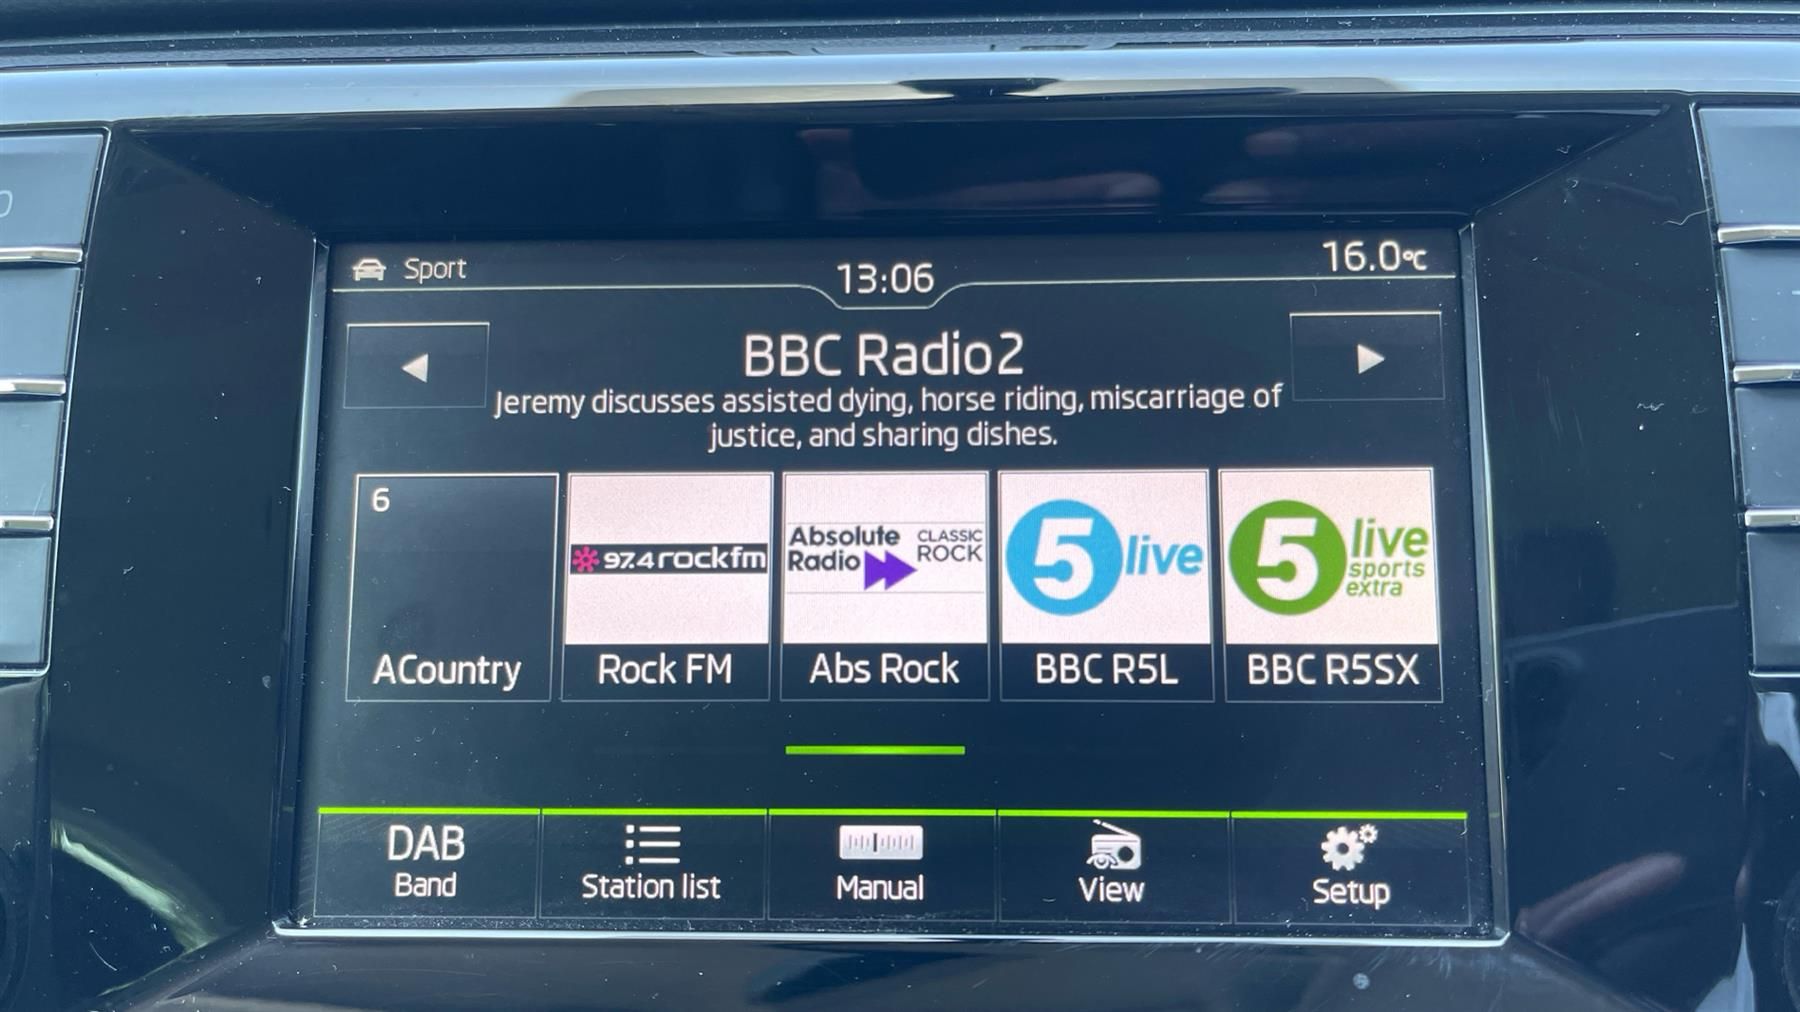 Sport
13:06
16.0°C
BBC Radio2
Jeremy discusses assisted dying, horse riding, miscarriage of
justice, and sharing dishes.
6
ACountry
97.4 rockfm
Rock FM
Absolute
Radio
CLASSIC
ROCK
Abs Rock
5 live
BBC R5L
5 live
sports
extra
BBC R5SX
DAB
Band
Station list
Manual
View
Setup